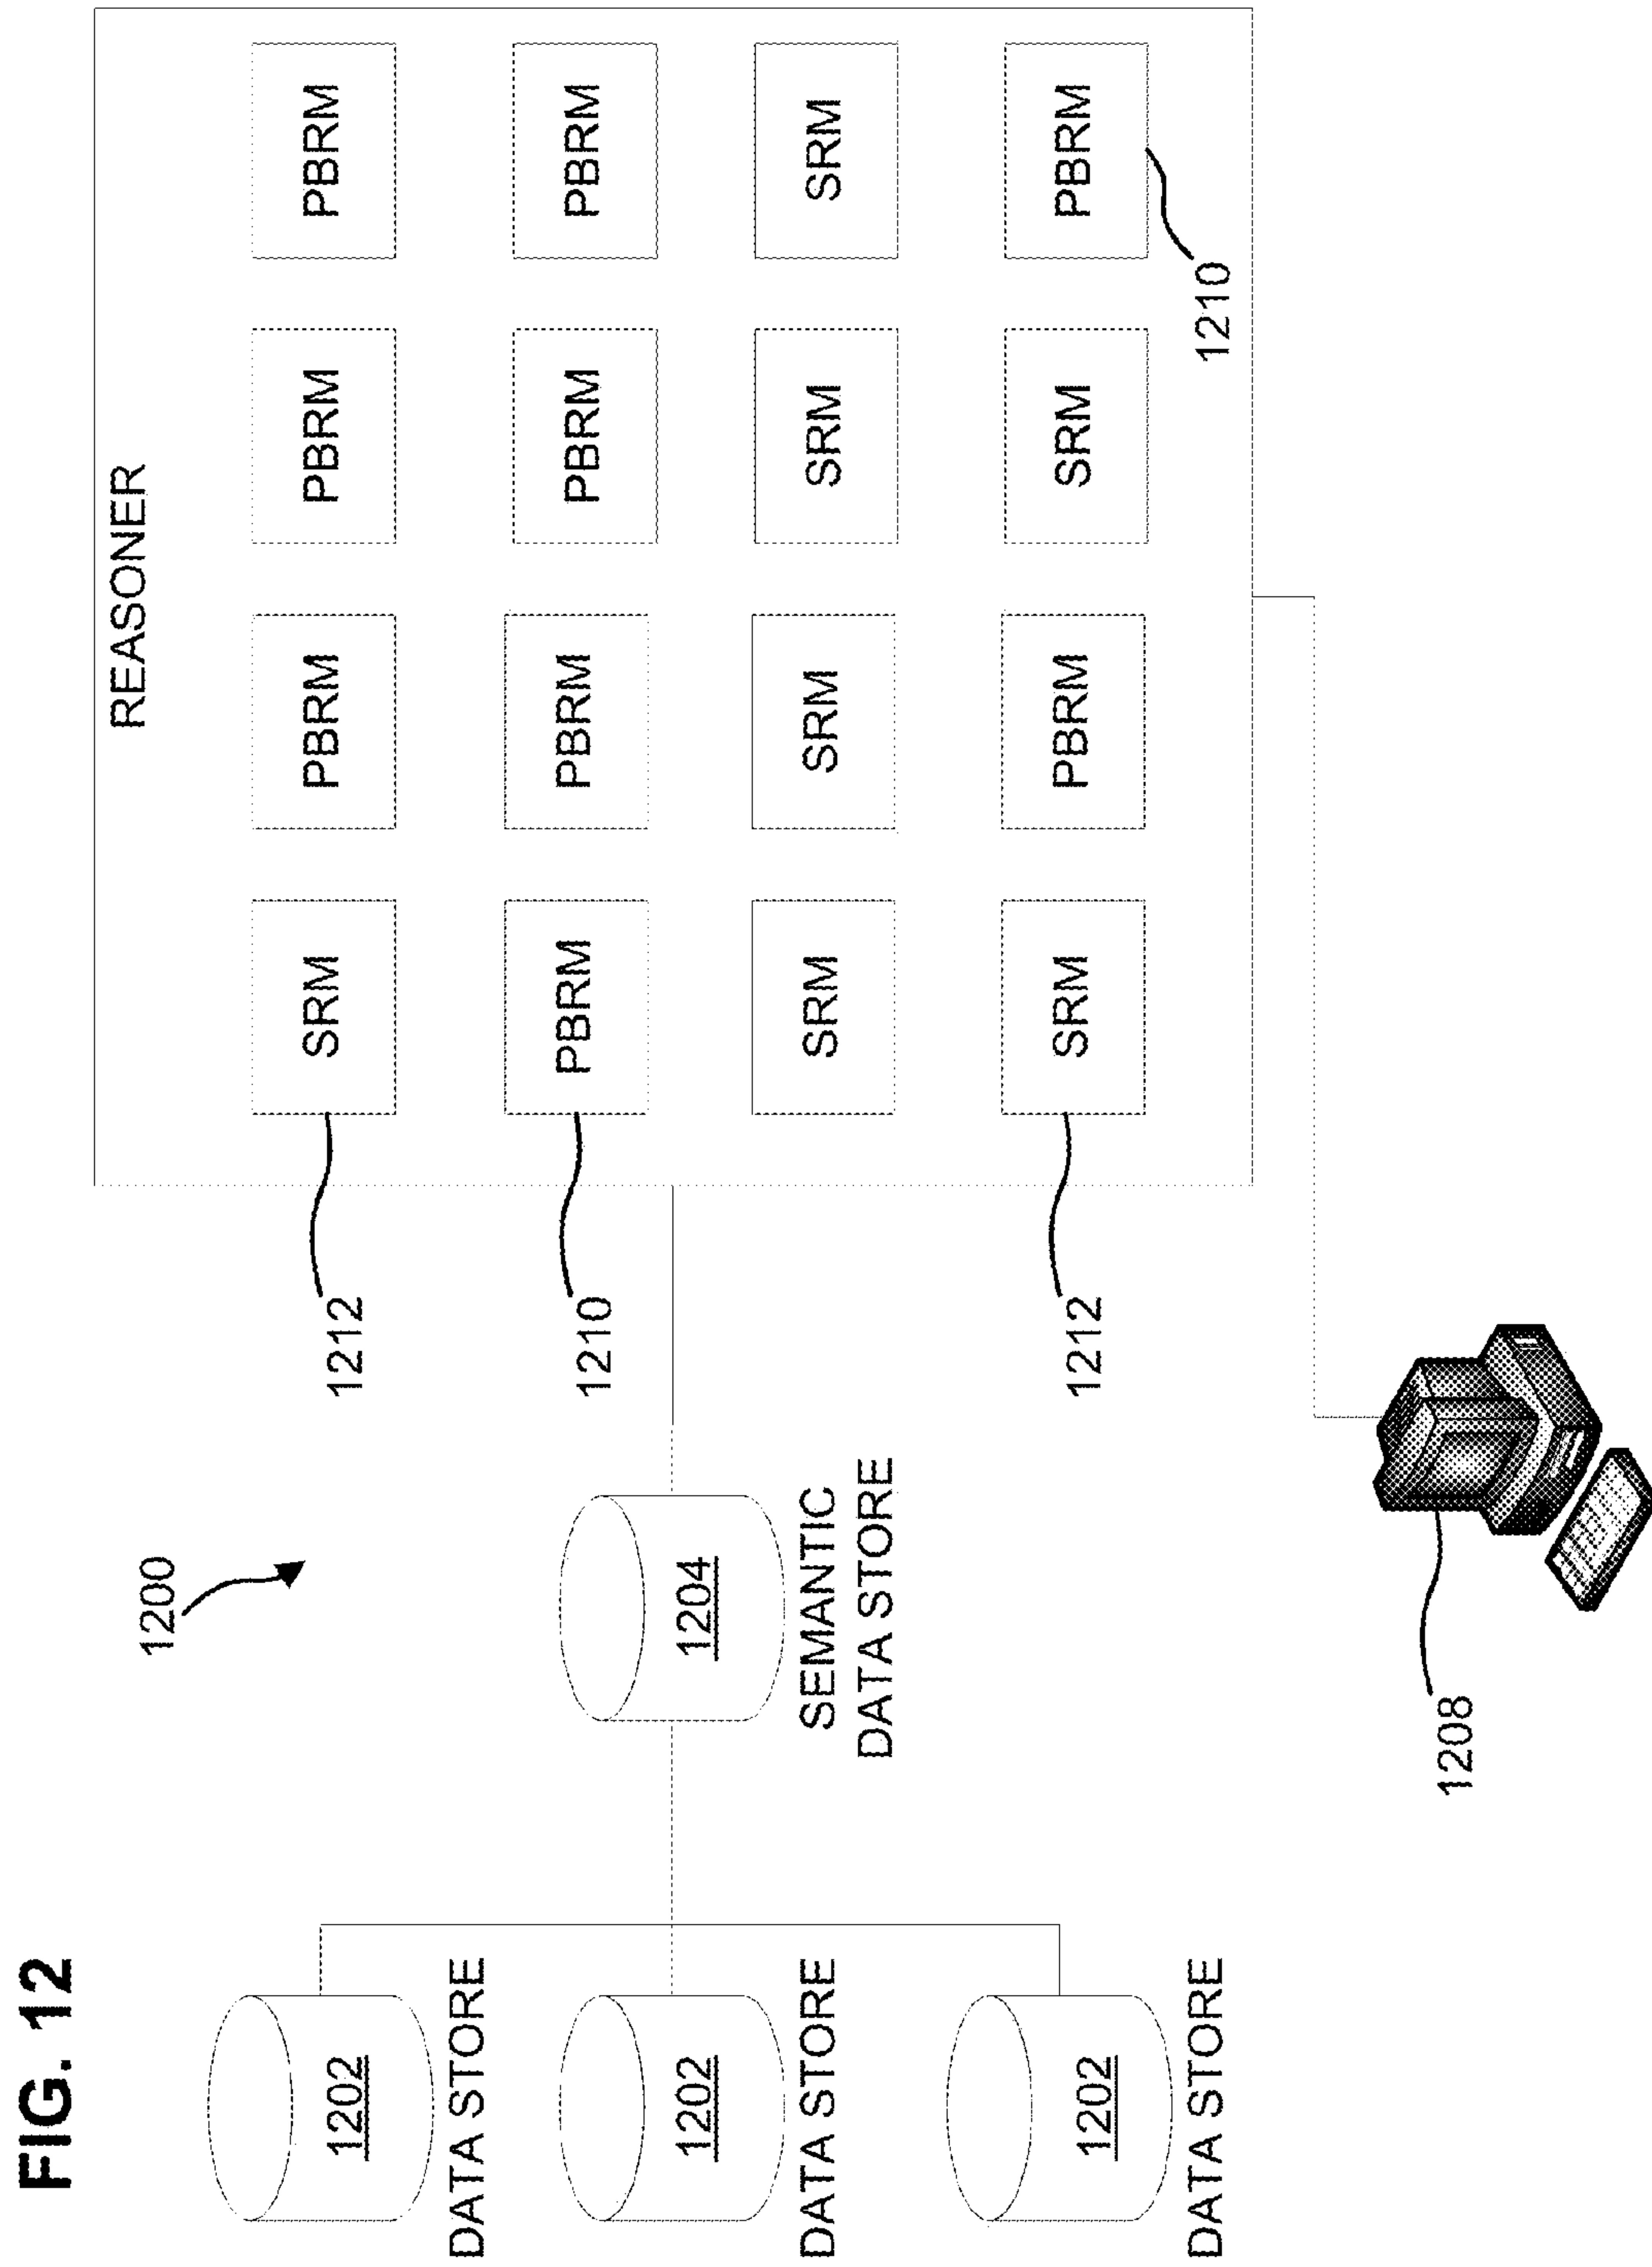 FIG. 12
1200
REASONER
SRM
PBRM
PBRM
PBRM
1212
1202
DATA STORE
PBRM
PBRM
PBRM
PBRM
1210
1202
DATA STORE
1204
SEMANTIC
DATA STORE
SRM
SRM
SRM
SRM
1202
DATA STORE
SRM
PBRM
SRM
PBRM
1212
1210
1208